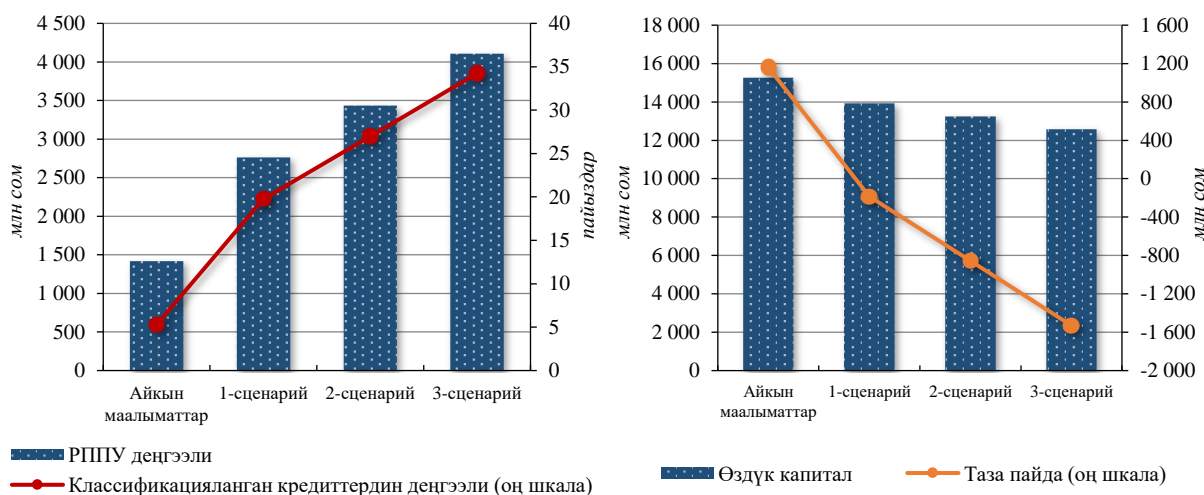 4 500
4 000
3 500
3 000
2 500
2 000
1 500
1 000
500
0
млн сом
40
35
30
25
20
15
10
5
0
пайыздар
Айкын маалыматтар
1-сценарий
2-сценарий
3-сценарий
РППУ деңгээли
Классификацияланган кредиттердин деңгээли (оң шкала)
18 000
16 000
14 000
12 000
10 000
8 000
6 000
4 000
2 000
0
млн сом
1 600
1 200
800
400
0
-400
-800
-1 200
-1 600
-2 000
млн сом
Айкын маалыматтар
1-сценарий
2-сценарий
3-сценарий
Өздүк капитал
Таза пайда (оң шкала)